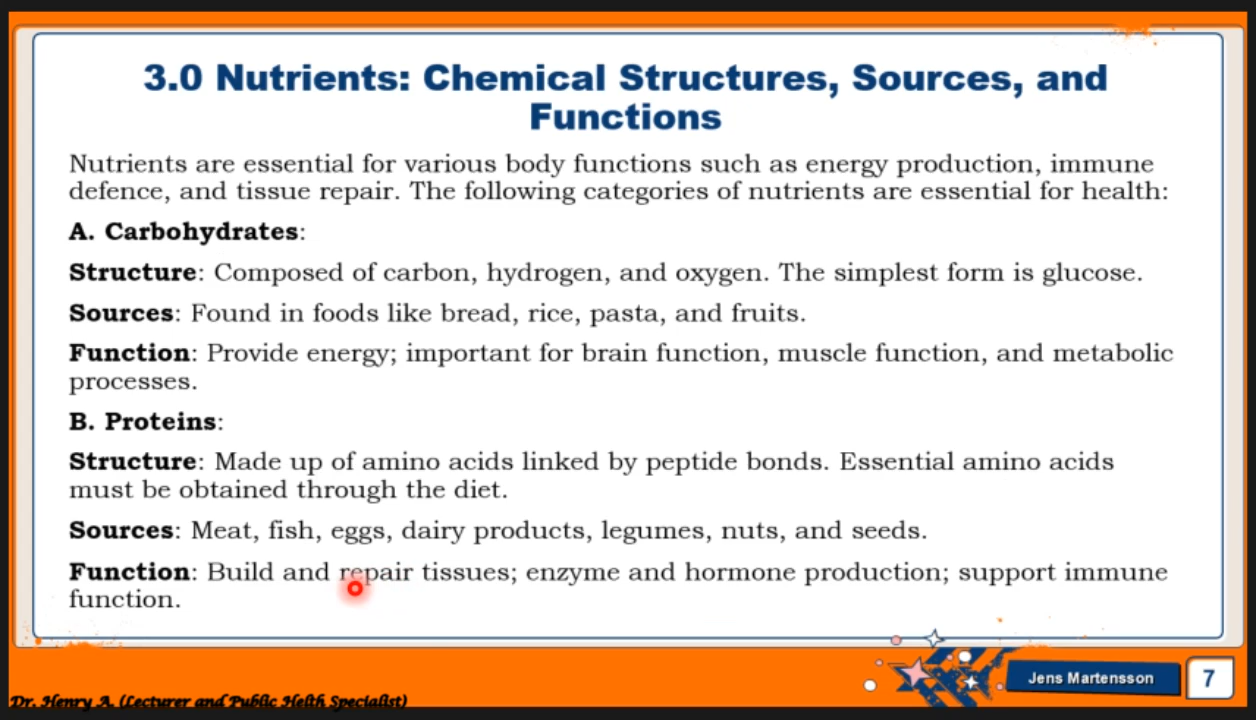 3.0 Nutrients: Chemical Structures, Sources, and
Functions
Nutrients are essential for various body functions such as energy production, immune
defence, and tissue repair. The following categories of nutrients are essential for health:
A. Carbohydrates:
Structure: Composed of carbon, hydrogen, and oxygen. The simplest form is glucose.
Sources: Found in foods like bread, rice, pasta, and fruits.
Function: Provide energy; important for brain function, muscle function, and metabolic
processes.
B. Proteins:
Structure: Made up of amino acids linked by peptide bonds. Essential amino acids
must be obtained through the diet.
Sources: Meat, fish, eggs, dairy products, legumes, nuts, and seeds.
Function: Build and repair tissues; enzyme and hormone production; support immune
function.
Jens Martensson
7
Dr. Henry A. (Lecturer and Public Helth Specialist)